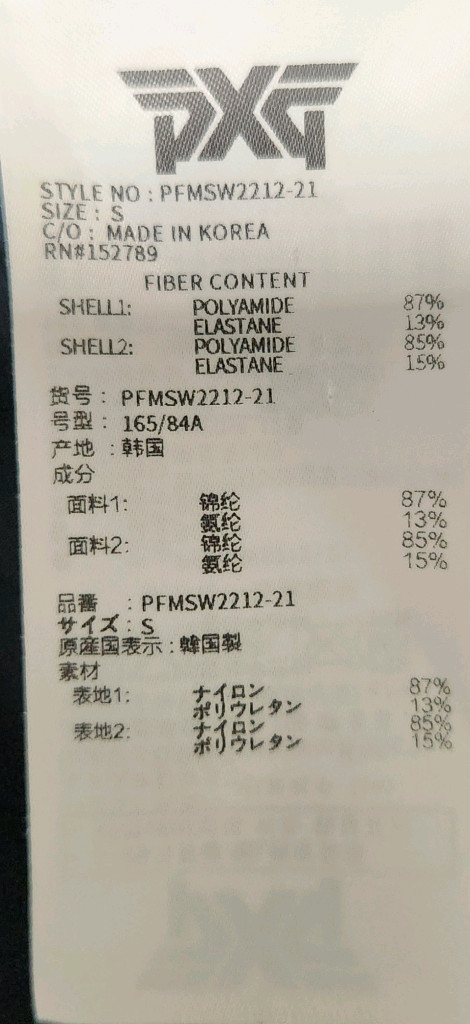 PXG
STYLE NO : PFMSW2212-21
SIZE : S
C/O : MADE IN KOREA
RN#152789
FIBER CONTENT
SHELL1: POLYAMIDE 87%
ELASTANE 13%
SHELL2: POLYAMIDE 85%
ELASTANE 15%
货号 : PFMSW2212-21
号型 : 165/84A
产地 : 韩国
成分
面料1: 锦纶 87%
氨纶 13%
面料2: 锦纶 85%
氨纶 15%
品番 : PFMSW2212-21
サイズ : S
原産国表示 : 韓国製
素材
表地1: ナイロン 87%
ポリウレタン 13%
表地2: ナイロン 85%
ポリウレタン 15%